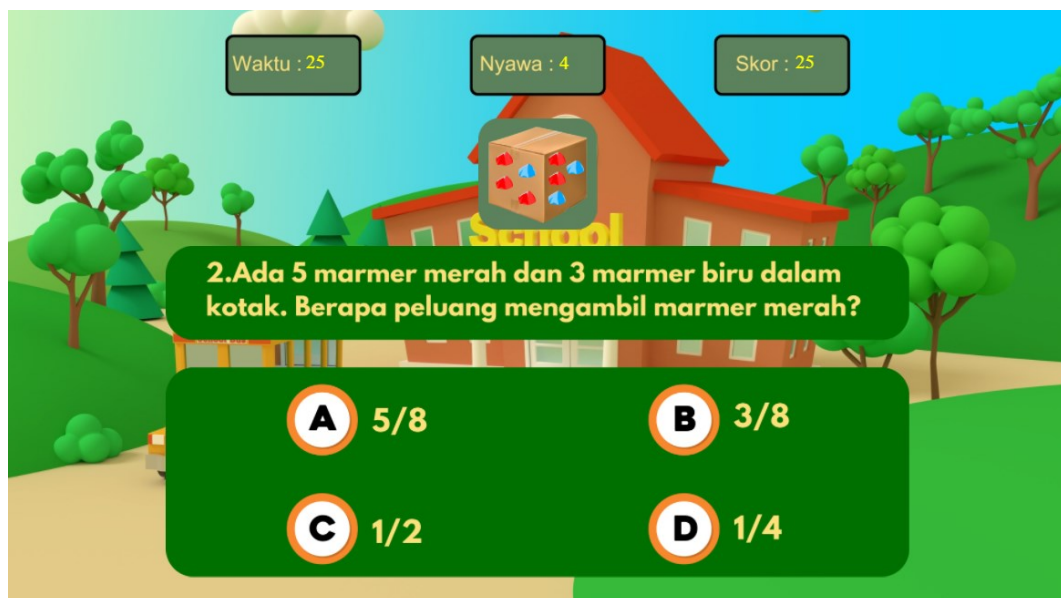 Waktu : 25
Nyawa : 4
Skor : 25
School
2.Ada 5 marmer merah dan 3 marmer biru dalam
kotak. Berapa peluang mengambil marmer merah?
A 5/8
B 3/8
C 1/2
D 1/4